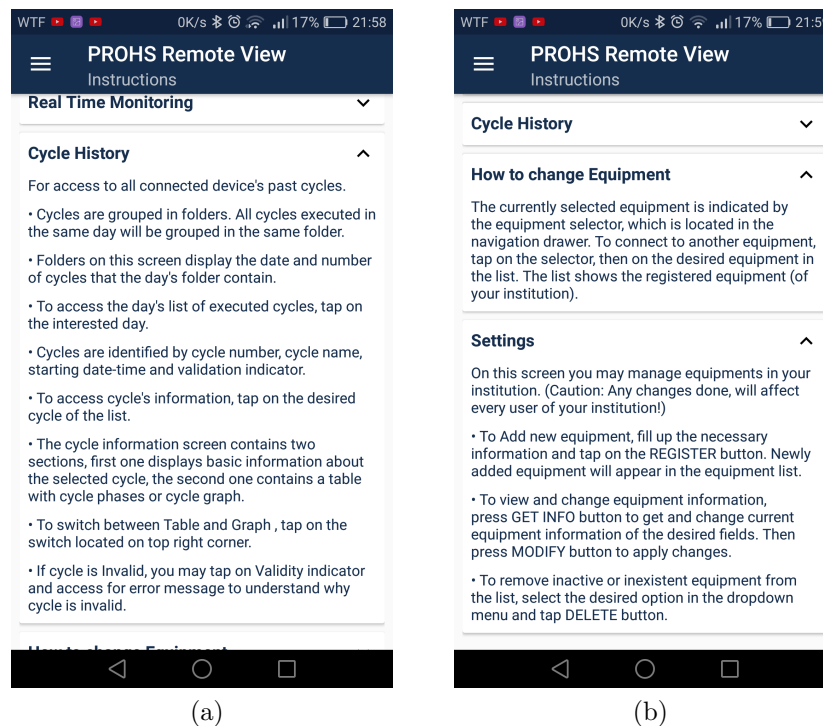 WTF
0K/s
17%
21:58
PROHS Remote View
Instructions
Real Time Monitoring
Cycle History
For access to all connected device's past cycles.
• Cycles are grouped in folders. All cycles executed in
the same day will be grouped in the same folder.
• Folders on this screen display the date and number
of cycles that the day's folder contain.
• To access the day's list of executed cycles, tap on
the interested day.
• Cycles are identified by cycle number, cycle name,
starting date-time and validation indicator.
• To access cycle's information, tap on the desired
cycle of the list.
• The cycle information screen contains two
sections, first one displays basic information about
the selected cycle, the second one contains a table
with cycle phases or cycle graph.
• To switch between Table and Graph , tap on the
switch located on top right corner.
• If cycle is Invalid, you may tap on Validity indicator
and access for error message to understand why
cycle is invalid.
How to change Equipment
(a)
WTF
0K/s
17%
PROHS Remote View
Instructions
Cycle History
How to change Equipment
The currently selected equipment is indicated by
the equipment selector, which is located in the
navigation drawer. To connect to another equipment,
tap on the selector, then on the desired equipment in
the list. The list shows the registered equipment (of
your institution).
Settings
On this screen you may manage equipments in your
institution. (Caution: Any changes done, will affect
every user of your institution!)
• To Add new equipment, fill up the necessary
information and tap on the REGISTER button. Newly
added equipment will appear in the equipment list.
• To view and change equipment information,
press GET INFO button to get and change current
equipment information of the desired fields. Then
press MODIFY button to apply changes.
• To remove inactive or inexistent equipment from
the list, select the desired option in the dropdown
menu and tap DELETE button.
(b)